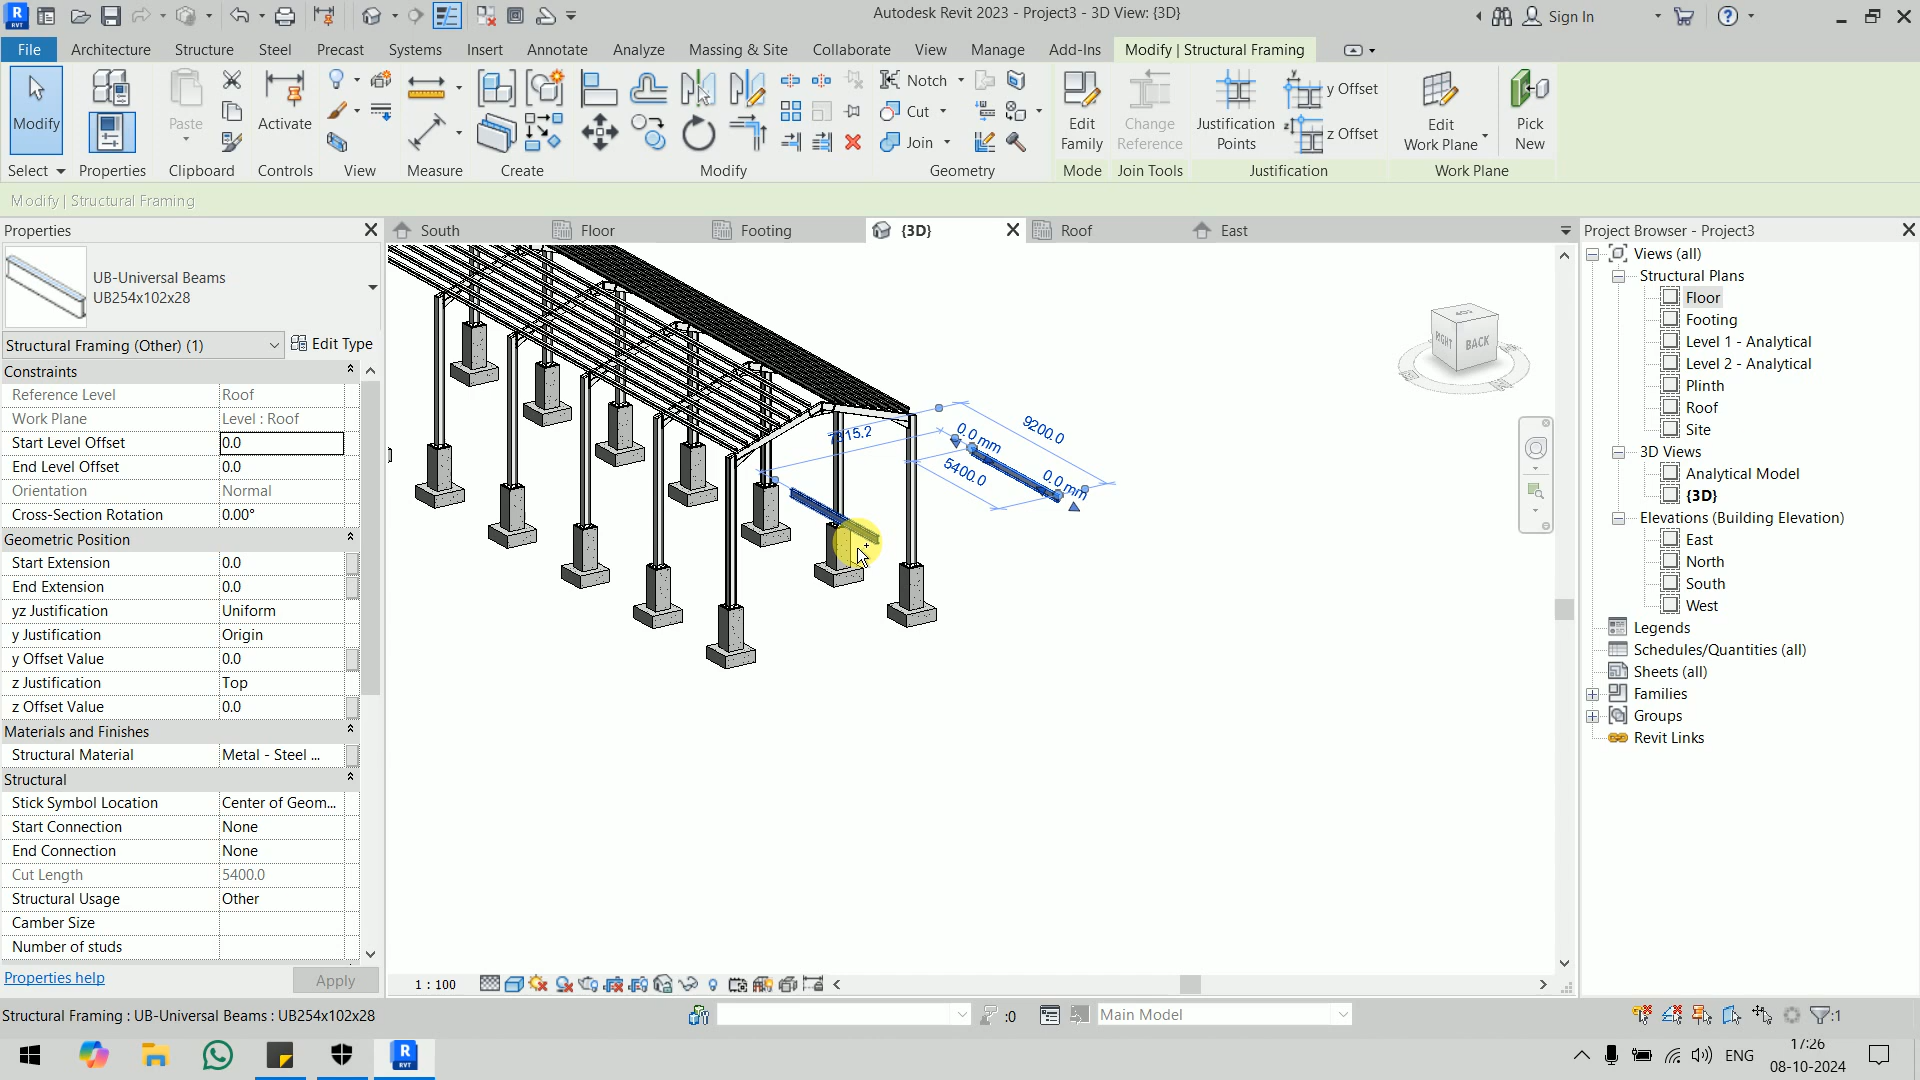 Autodesk Revit 2023 - Project3 - 3D View: {3D}
Sign In
File
Architecture
Structure
Steel
Precast
Systems
Insert
Annotate
Analyze
Massing & Site
Collaborate
View
Manage
Add-Ins
Modify | Structural Framing
Modify
Paste
Activate
Notch
Cut
Join
Edit
Family
Change
Reference
Justification
Points
y Offset
z Offset
Edit
Work Plane
Pick
New
Select
Properties
Clipboard
Controls
View
Measure
Create
Modify
Geometry
Mode
Join Tools
Justification
Work Plane
Modify | Structural Framing
Properties
South
Floor
Footing
{3D}
Roof
East
Project Browser - Project3
UB-Universal Beams
UB254x102x28
Structural Framing (Other) (1)
Edit Type
Constraints
Reference Level Roof
Work Plane Level : Roof
Start Level Offset 0.0
End Level Offset 0.0
Orientation Normal
Cross-Section Rotation 0.00°
Geometric Position
Start Extension 0.0
End Extension 0.0
yz Justification Uniform
y Justification Origin
y Offset Value 0.0
z Justification Top
z Offset Value 0.0
Materials and Finishes
Structural Material Metal - Steel ...
Structural
Stick Symbol Location Center of Geom...
Start Connection None
End Connection None
Cut Length 5400.0
Structural Usage Other
Camber Size
Number of studs
Properties help
Apply
9200.0
0.0 mm
5400.0
0.0 mm
RIGHT
BACK
Views (all)
Structural Plans
Floor
Footing
Level 1 - Analytical
Level 2 - Analytical
Plinth
Roof
Site
3D Views
Analytical Model
{3D}
Elevations (Building Elevation)
East
North
South
West
Legends
Schedules/Quantities (all)
Sheets (all)
Families
Groups
Revit Links
1 : 100
Structural Framing : UB-Universal Beams : UB254x102x28
:0
Main Model
:1
ENG
17:26
08-10-2024